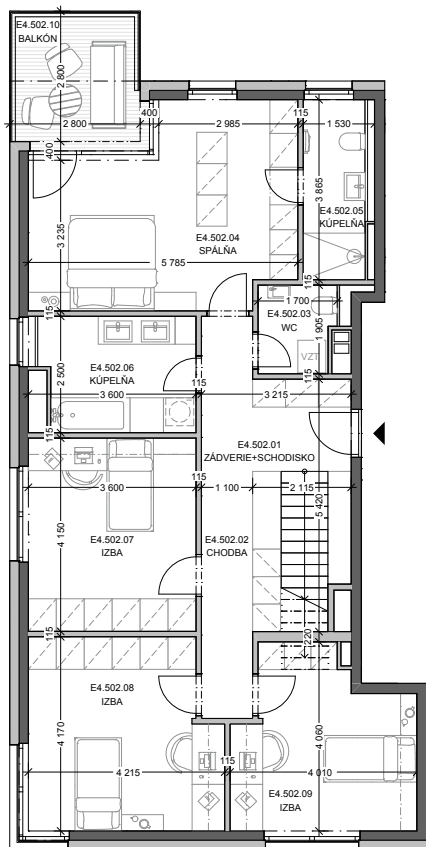 E4.502.10
BALKÓN
2 800
2 800
400
2 985
115
1 530
400
3 865
E4.502.05
KÚPELŇA
E4.502.04
SPÁLŇA
3 235
5 785
115
1 700
E4.502.03
WC
1 905
VZT
115
115
E4.502.06
KÚPELŇA
2 500
3 600
115
3 215
115
E4.502.01
ZÁDVERIE+SCHODISKO
3 600
115
1 100
2 115
5 420
E4.502.07
IZBA
4 150
E4.502.02
CHODBA
115
220
E4.502.08
IZBA
4 170
4 060
4 215
115
4 010
E4.502.09
IZBA